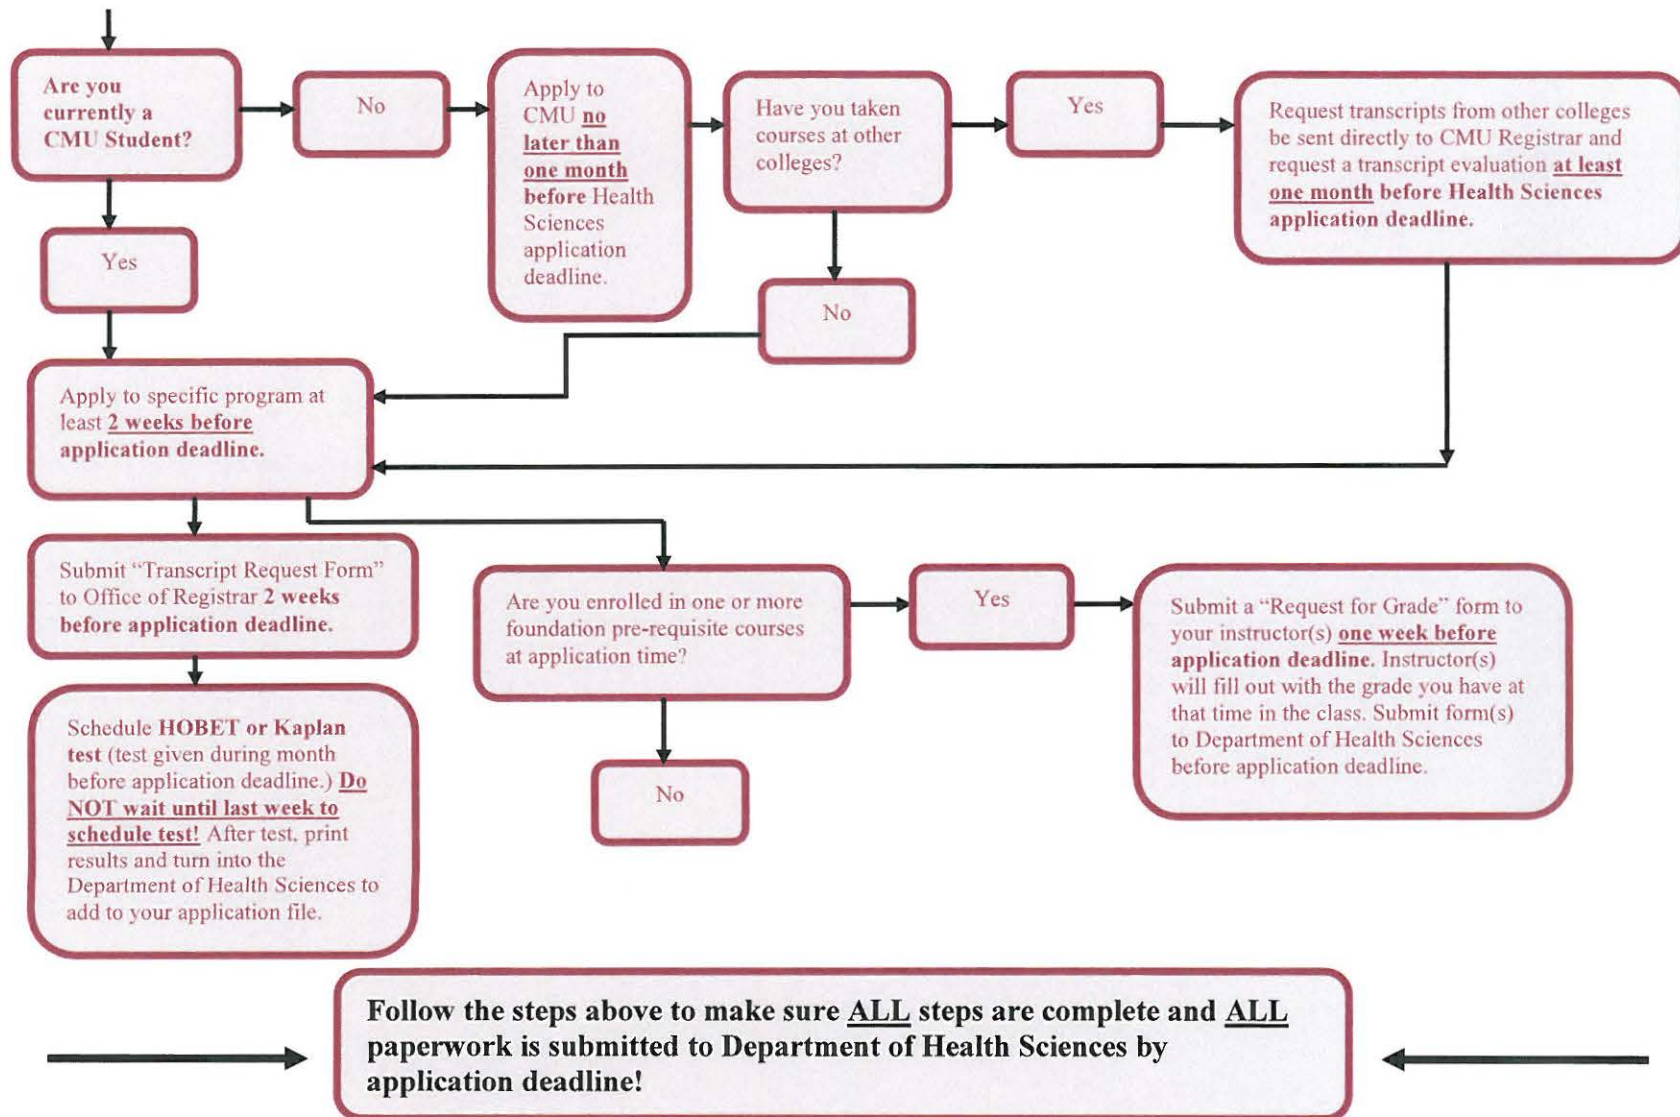 Are you
currently a
CMU Student?
No
Apply to
CMU no
later than
one month
before Health
Sciences
application
deadline.
Have you taken
courses at other
colleges?
Yes
Request transcripts from other colleges
be sent directly to CMU Registrar and
request a transcript evaluation at least
one month before Health Sciences
application deadline.
Yes
No
Apply to specific program at
least 2 weeks before
application deadline.
Submit “Transcript Request Form”
to Office of Registrar 2 weeks
before application deadline.
Are you enrolled in one or more
foundation pre-requisite courses
at application time?
Yes
Submit a “Request for Grade” form to
your instructor(s) one week before
application deadline. Instructor(s)
will fill out with the grade you have at
that time in the class. Submit form(s)
to Department of Health Sciences
before application deadline.
Schedule HOBET or Kaplan
test (test given during month
before application deadline.) Do
NOT wait until last week to
schedule test! After test, print
results and turn into the
Department of Health Sciences to
add to your application file.
No
Follow the steps above to make sure ALL steps are complete and ALL
paperwork is submitted to Department of Health Sciences by
application deadline!